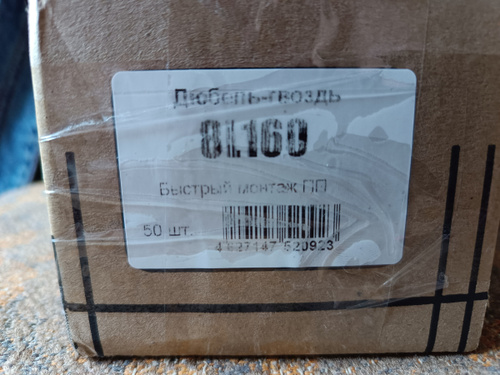 Дюбель-гвоздь
8L160
Быстрый монтаж ПП
50 шт.
4 627147 520923